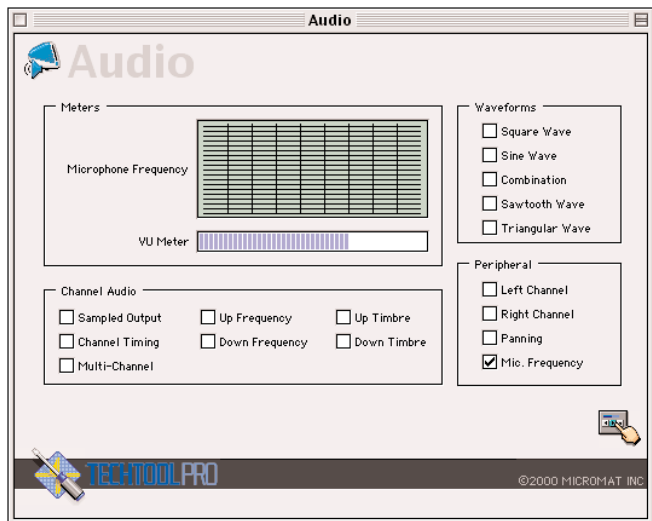 Audio
Audio
Meters
Microphone Frequency
VU Meter
Waveforms
Square Wave
Sine Wave
Combination
Sawtooth Wave
Triangular Wave
Channel Audio
Sampled Output
Up Frequency
Up Timbre
Channel Timing
Down Frequency
Down Timbre
Multi-Channel
Peripheral
Left Channel
Right Channel
Panning
Mic. Frequency
TECHTOOLPRO
©2000 MICROMAT INC